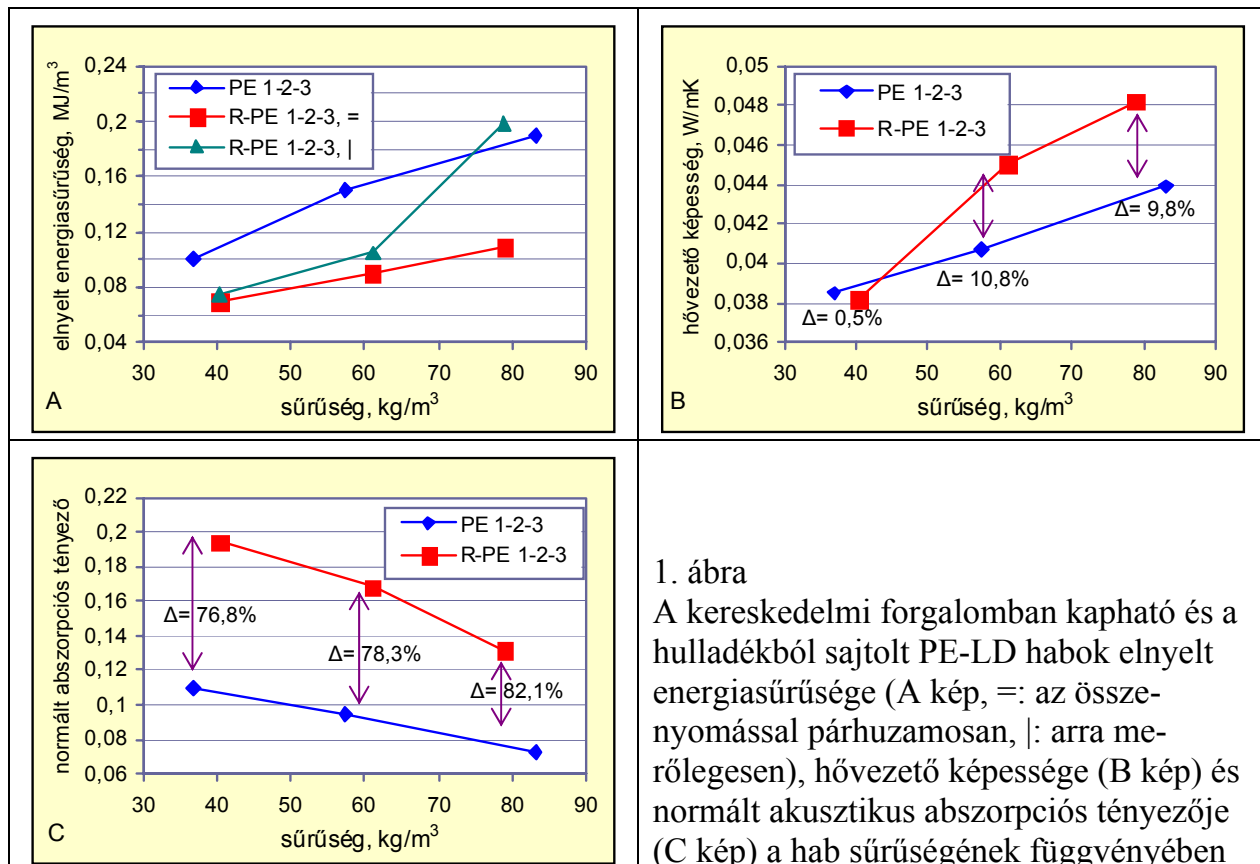 elnyelt energiasűrűség, MJ/m³
0,24
0,2
0,16
0,12
0,08
0,04
PE 1-2-3
R-PE 1-2-3, =
R-PE 1-2-3, |
30 40 50 60 70 80 90
A
sűrűség, kg/m³
hővezető képesség, W/mK
0,05
0,048
0,046
0,044
0,042
0,04
0,038
0,036
PE 1-2-3
R-PE 1-2-3
Δ= 9,8%
Δ= 10,8%
Δ= 0,5%
30 40 50 60 70 80 90
B
sűrűség, kg/m³
normált abszorpciós tényező
0,22
0,2
0,18
0,16
0,14
0,12
0,1
0,08
0,06
PE 1-2-3
R-PE 1-2-3
Δ= 76,8%
Δ= 78,3%
Δ= 82,1%
30 40 50 60 70 80 90
C
sűrűség, kg/m³
1. ábra
A kereskedelmi forgalomban kapható és a
hulladékból sajtolt PE-LD habok elnyelt
energiasűrűsége (A kép, =: az össze-
nyomással párhuzamosan, |: arra me-
rőlegesen), hővezető képessége (B kép) és
normált akusztikus abszorpciós tényezője
(C kép) a hab sűrűségének függvényében